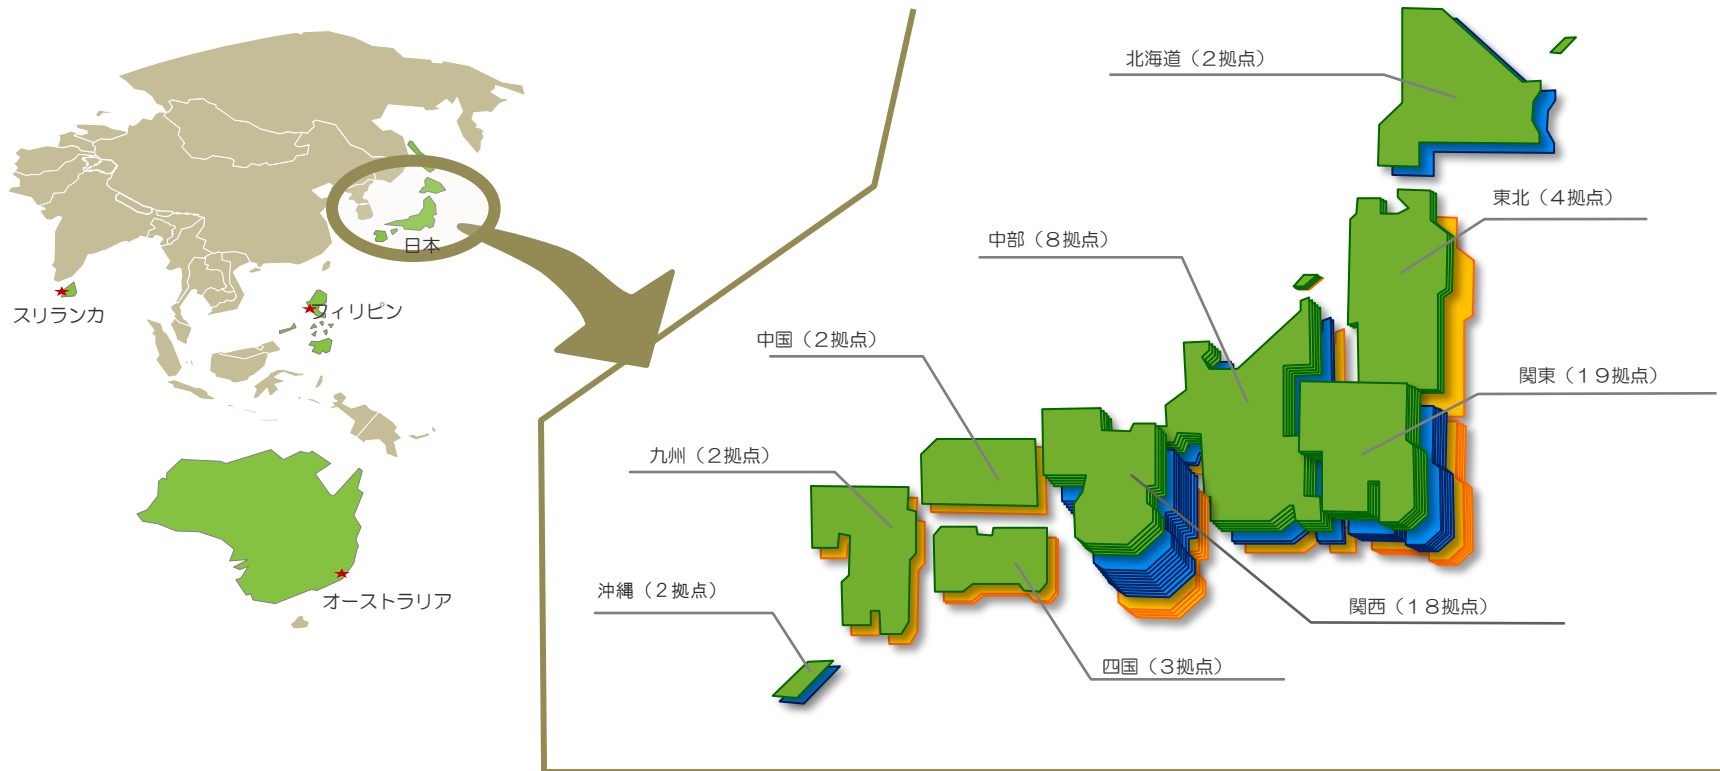 北海道（２拠点）
東北（４拠点）
中部（８拠点）
日本
スリランカ
フィリピン
中国（２拠点）
関東（１９拠点）
九州（２拠点）
沖縄（２拠点）
オーストラリア
関西（１８拠点）
四国（３拠点）